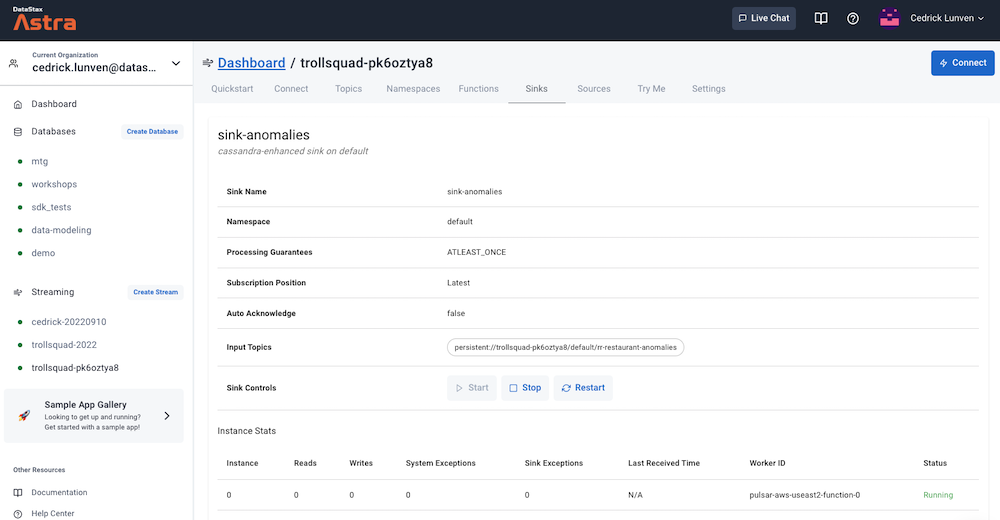 DataStax
Astra
Live Chat
Cedrick Lunven
Current Organization
cedrick.lunven@datas...
Dashboard
Databases
Create Database
mtg
workshops
sdk_tests
data-modeling
demo
Streaming
Create Stream
cedrick-20220910
trollsquad-2022
trollsquad-pk6oztya8
Sample App Gallery
Looking to get up and running?
Get started with a sample app!
Other Resources
Documentation
Help Center
Dashboard / trollsquad-pk6oztya8
Connect
Quickstart Connect Topics Namespaces Functions Sinks Sources Try Me Settings
sink-anomalies
cassandra-enhanced sink on default
Sink Name sink-anomalies
Namespace default
Processing Guarantees ATLEAST_ONCE
Subscription Position Latest
Auto Acknowledge false
Input Topics persistent://trollsquad-pk6oztya8/default/rr-restaurant-anomalies
Sink Controls Start Stop Restart
Instance Stats
Instance Reads Writes System Exceptions Sink Exceptions Last Received Time Worker ID Status
0 0 0 0 0 N/A pulsar-aws-useast2-function-0 Running